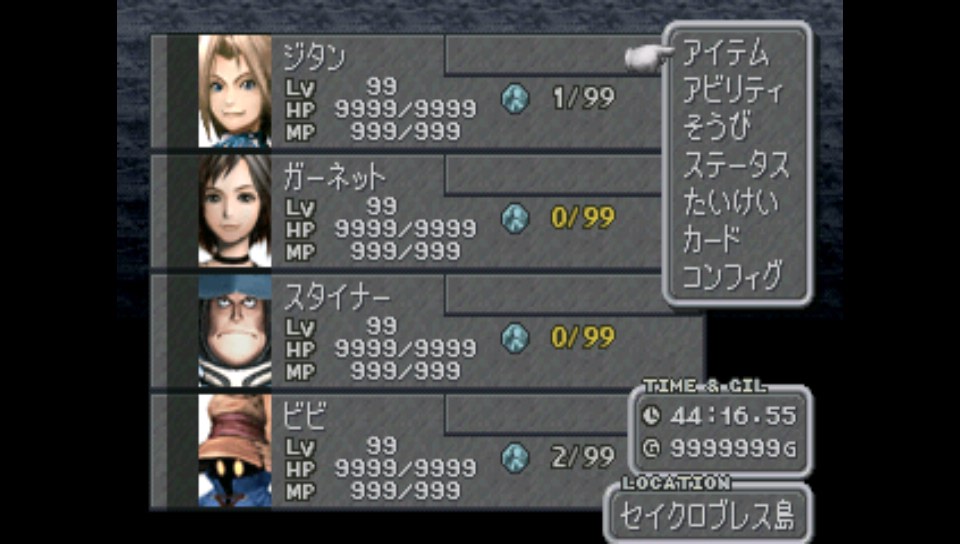 ジタン
Lv 99
HP 9999/9999
MP 999/999
1/99
ガーネット
Lv 99
HP 9999/9999
MP 999/999
0/99
スタイナー
Lv 99
HP 9999/9999
MP 999/999
0/99
ビビ
Lv 99
HP 9999/9999
MP 999/999
2/99
アイテム
アビリティ
そうび
ステータス
たいけい
カード
コンフィグ
TIME & GIL
44:16.55
G 9999999G
LOCATION
セイクロブレス島